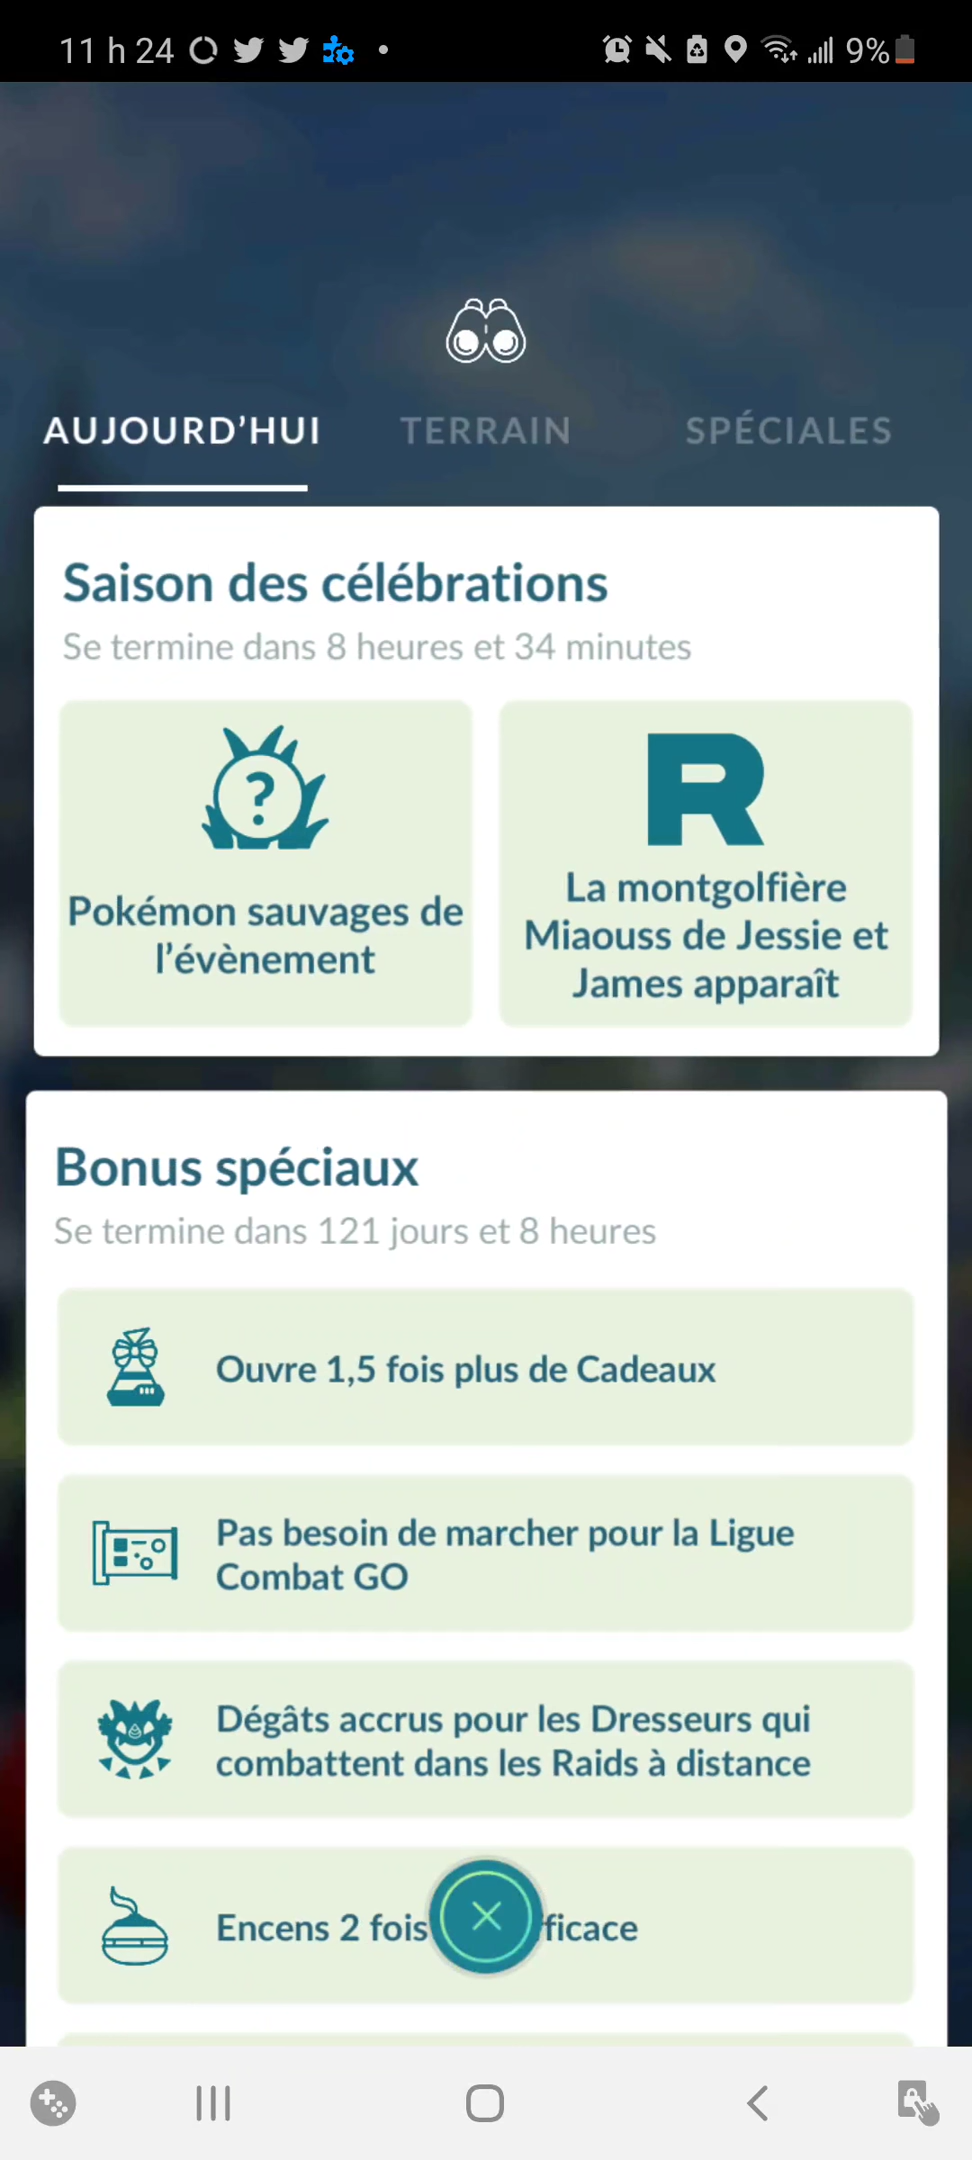 11 h 24
9%
AUJOURD’HUI
TERRAIN
SPÉCIALES
Saison des célébrations
Se termine dans 8 heures et 34 minutes
Pokémon sauvages de
l’évènement
R
La montgolfière
Miaouss de Jessie et
James apparaît
Bonus spéciaux
Se termine dans 121 jours et 8 heures
Ouvre 1,5 fois plus de Cadeaux
Pas besoin de marcher pour la Ligue
Combat GO
Dégâts accrus pour les Dresseurs qui
combattent dans les Raids à distance
Encens 2 fois